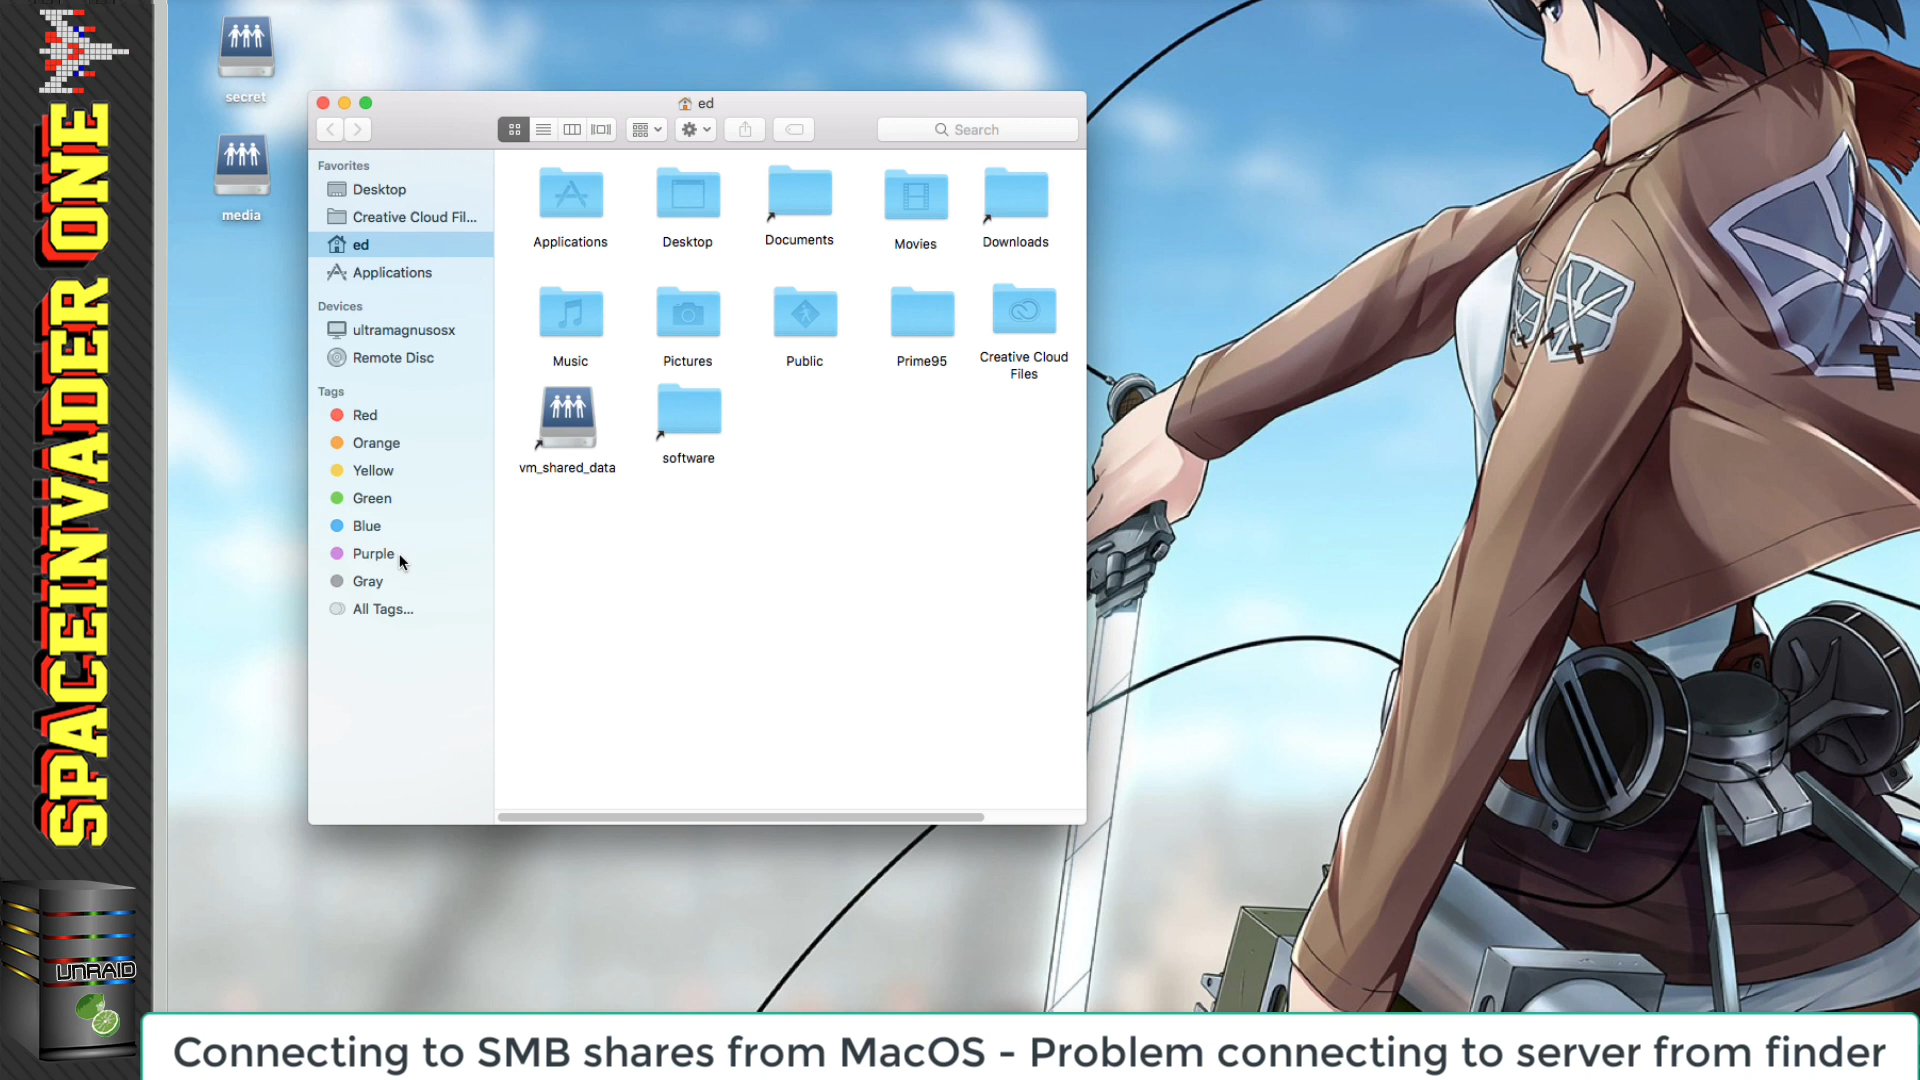 SPACEINVADER ONE
UNRAID
secret
media
ed
Search
Favorites
Desktop
Creative Cloud Fil...
ed
Applications
Devices
ultramagnusosx
Remote Disc
Tags
Red
Orange
Yellow
Green
Blue
Purple
Gray
All Tags...
Applications
Desktop
Documents
Movies
Downloads
Music
Pictures
Public
Prime95
Creative Cloud
Files
vm_shared_data
software
Connecting to SMB shares from MacOS - Problem connecting to server from finder